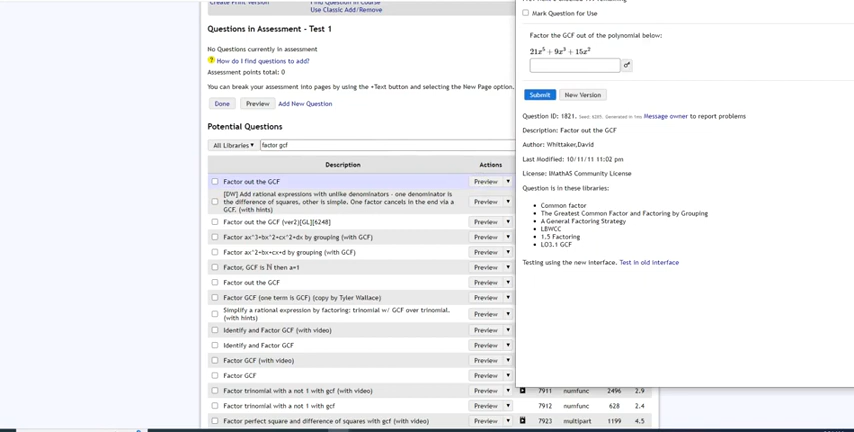 Use Classic Add/Remove
Questions in Assessment - Test 1
No Questions currently in assessment
How do I find questions to add?
Assessment points total: 0
You can break your assessment into pages by using the +Text button and selecting the New Page option.
Done Preview Add New Question
Potential Questions
All Libraries ▾ factor gcf
Description Actions
Factor out the GCF Preview
[DW] Add rational expressions with unlike denominators - one denominator is
the difference of squares, other is simple. One factor cancels in the end via a
GCF. (with hints) Preview
Factor out the GCF (ver2)[GL][6248] Preview
Factor ax^3+bx^2+cx^2+dx by grouping (with GCF) Preview
Factor ax^2+bx+cx+d by grouping (with GCF) Preview
Factor, GCF is N then a=1 Preview
Factor out the GCF Preview
Factor GCF (one term is GCF) (copy by Tyler Wallace) Preview
Simplify a rational expression by factoring: trinomial w/ GCF over trinomial.
(with hints) Preview
Identify and Factor GCF (with video) Preview
Identify and Factor GCF Preview
Factor GCF (with video) Preview
Factor GCF Preview
Factor trinomial with a not 1 with gcf (with video) Preview 7911 numfunc 2496 2.9
Factor trinomial with a not 1 with gcf Preview 7912 numfunc 628 2.4
Factor perfect square and difference of squares with gcf (with video) Preview 7923 multipart 1199 4.5
Mark Question for Use
Factor the GCF out of the polynomial below:
Submit New Version
Question ID: 1821. Message owner to report problems
Description: Factor out the GCF
Author: Whittaker,David
Last Modified: 10/11/11 11:02 pm
License: IMathAS Community License
Question is in these libraries:
• Common factor
• The Greatest Common Factor and Factoring by Grouping
• A General Factoring Strategy
• LBWCC
• 1.5 Factoring
• LO3.1 GCF
Testing using the new interface. Test in old interface